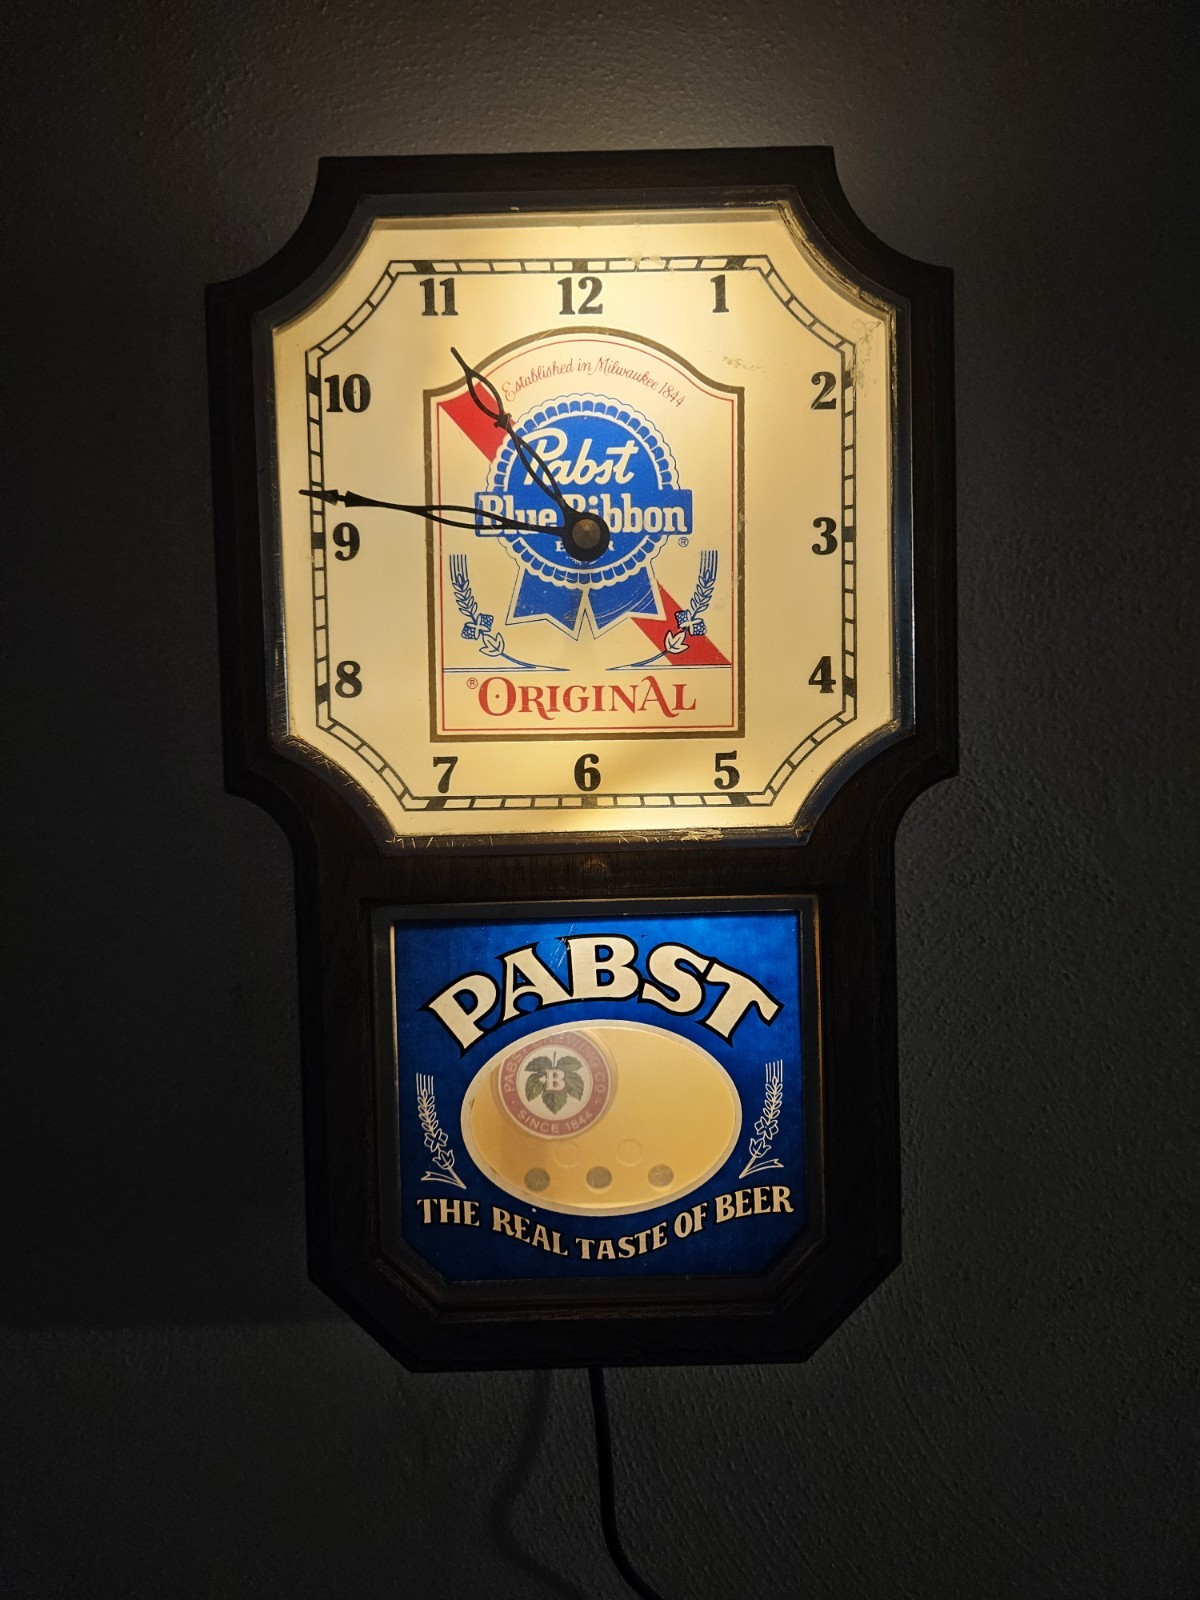 11 12 1
10 2
9 3
8 4
7 6 5
Established in Milwaukee 1844
Pabst
Blue Ribbon
®
® ORIGINAL
PABST
B
SINCE 1844
THE REAL TASTE OF BEER